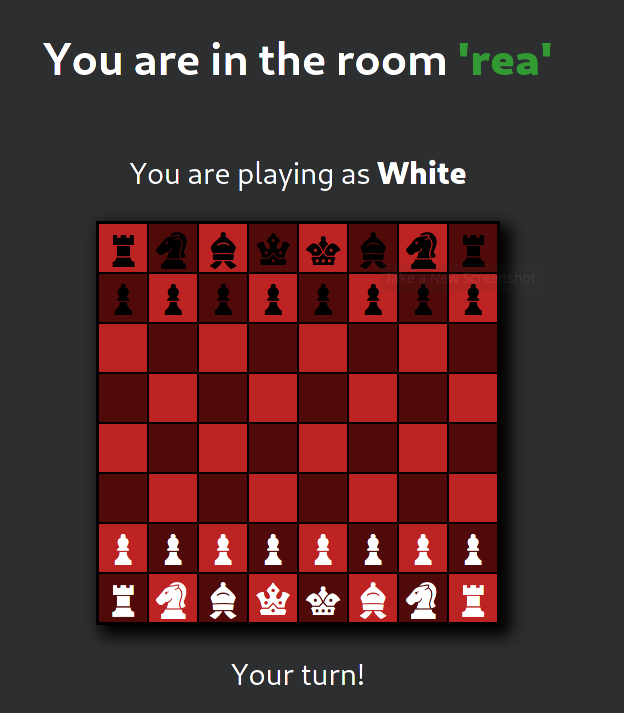 You are in the room 'rea'
You are playing as White
Take a New Screenshot
Your turn!